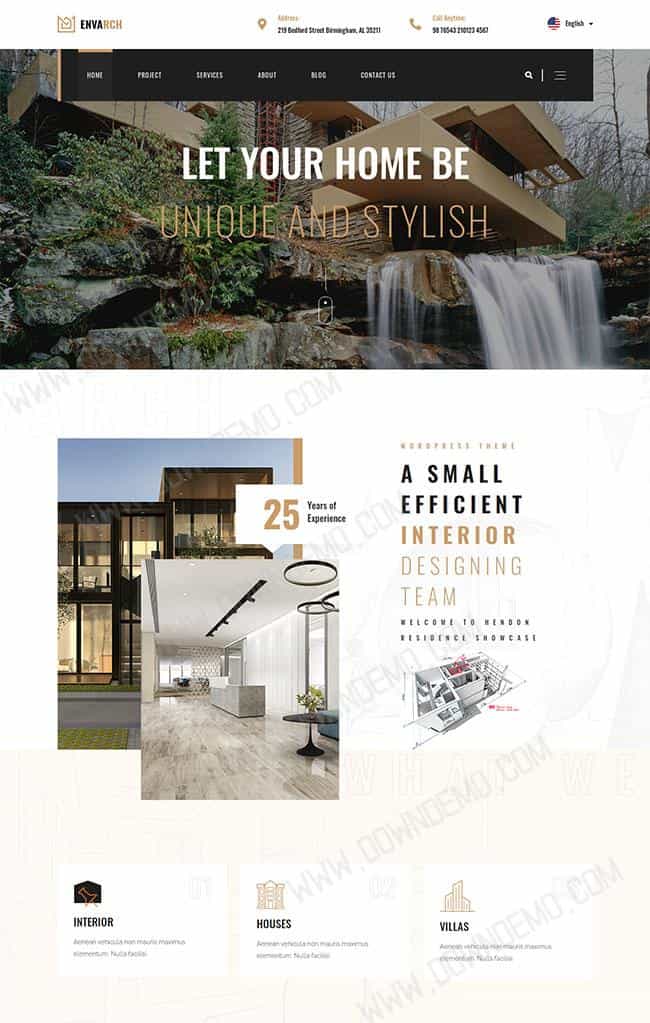 ENVARCH
Address:
219 Bedford Street Birmingham, AL 35211
Call Anytime:
98 76543 210123 4567
English
HOME PROJECT SERVICES ABOUT BLOG CONTACT US
LET YOUR HOME BE
UNIQUE AND STYLISH
WWW.DOWNDEMO.COM
WORDPRESS THEME
A SMALL
EFFICIENT
INTERIOR
DESIGNING
TEAM
WELCOME TO HENDON
RESIDENCE SHOWCASE
25
Years of
Experience
WWW.DOWNDEMO.COM
WHAT WE
WWW.DOWNDEMO.COM
01
INTERIOR
Aenean vehicula non mauris maximus
elementum. Nulla facilisi.
02
HOUSES
Aenean vehicula non mauris maximus
elementum. Nulla facilisi.
VILLAS
Aenean vehicula non mauris maximus
elementum. Nulla facilisi.
WWW.DOWNDEMO.COM